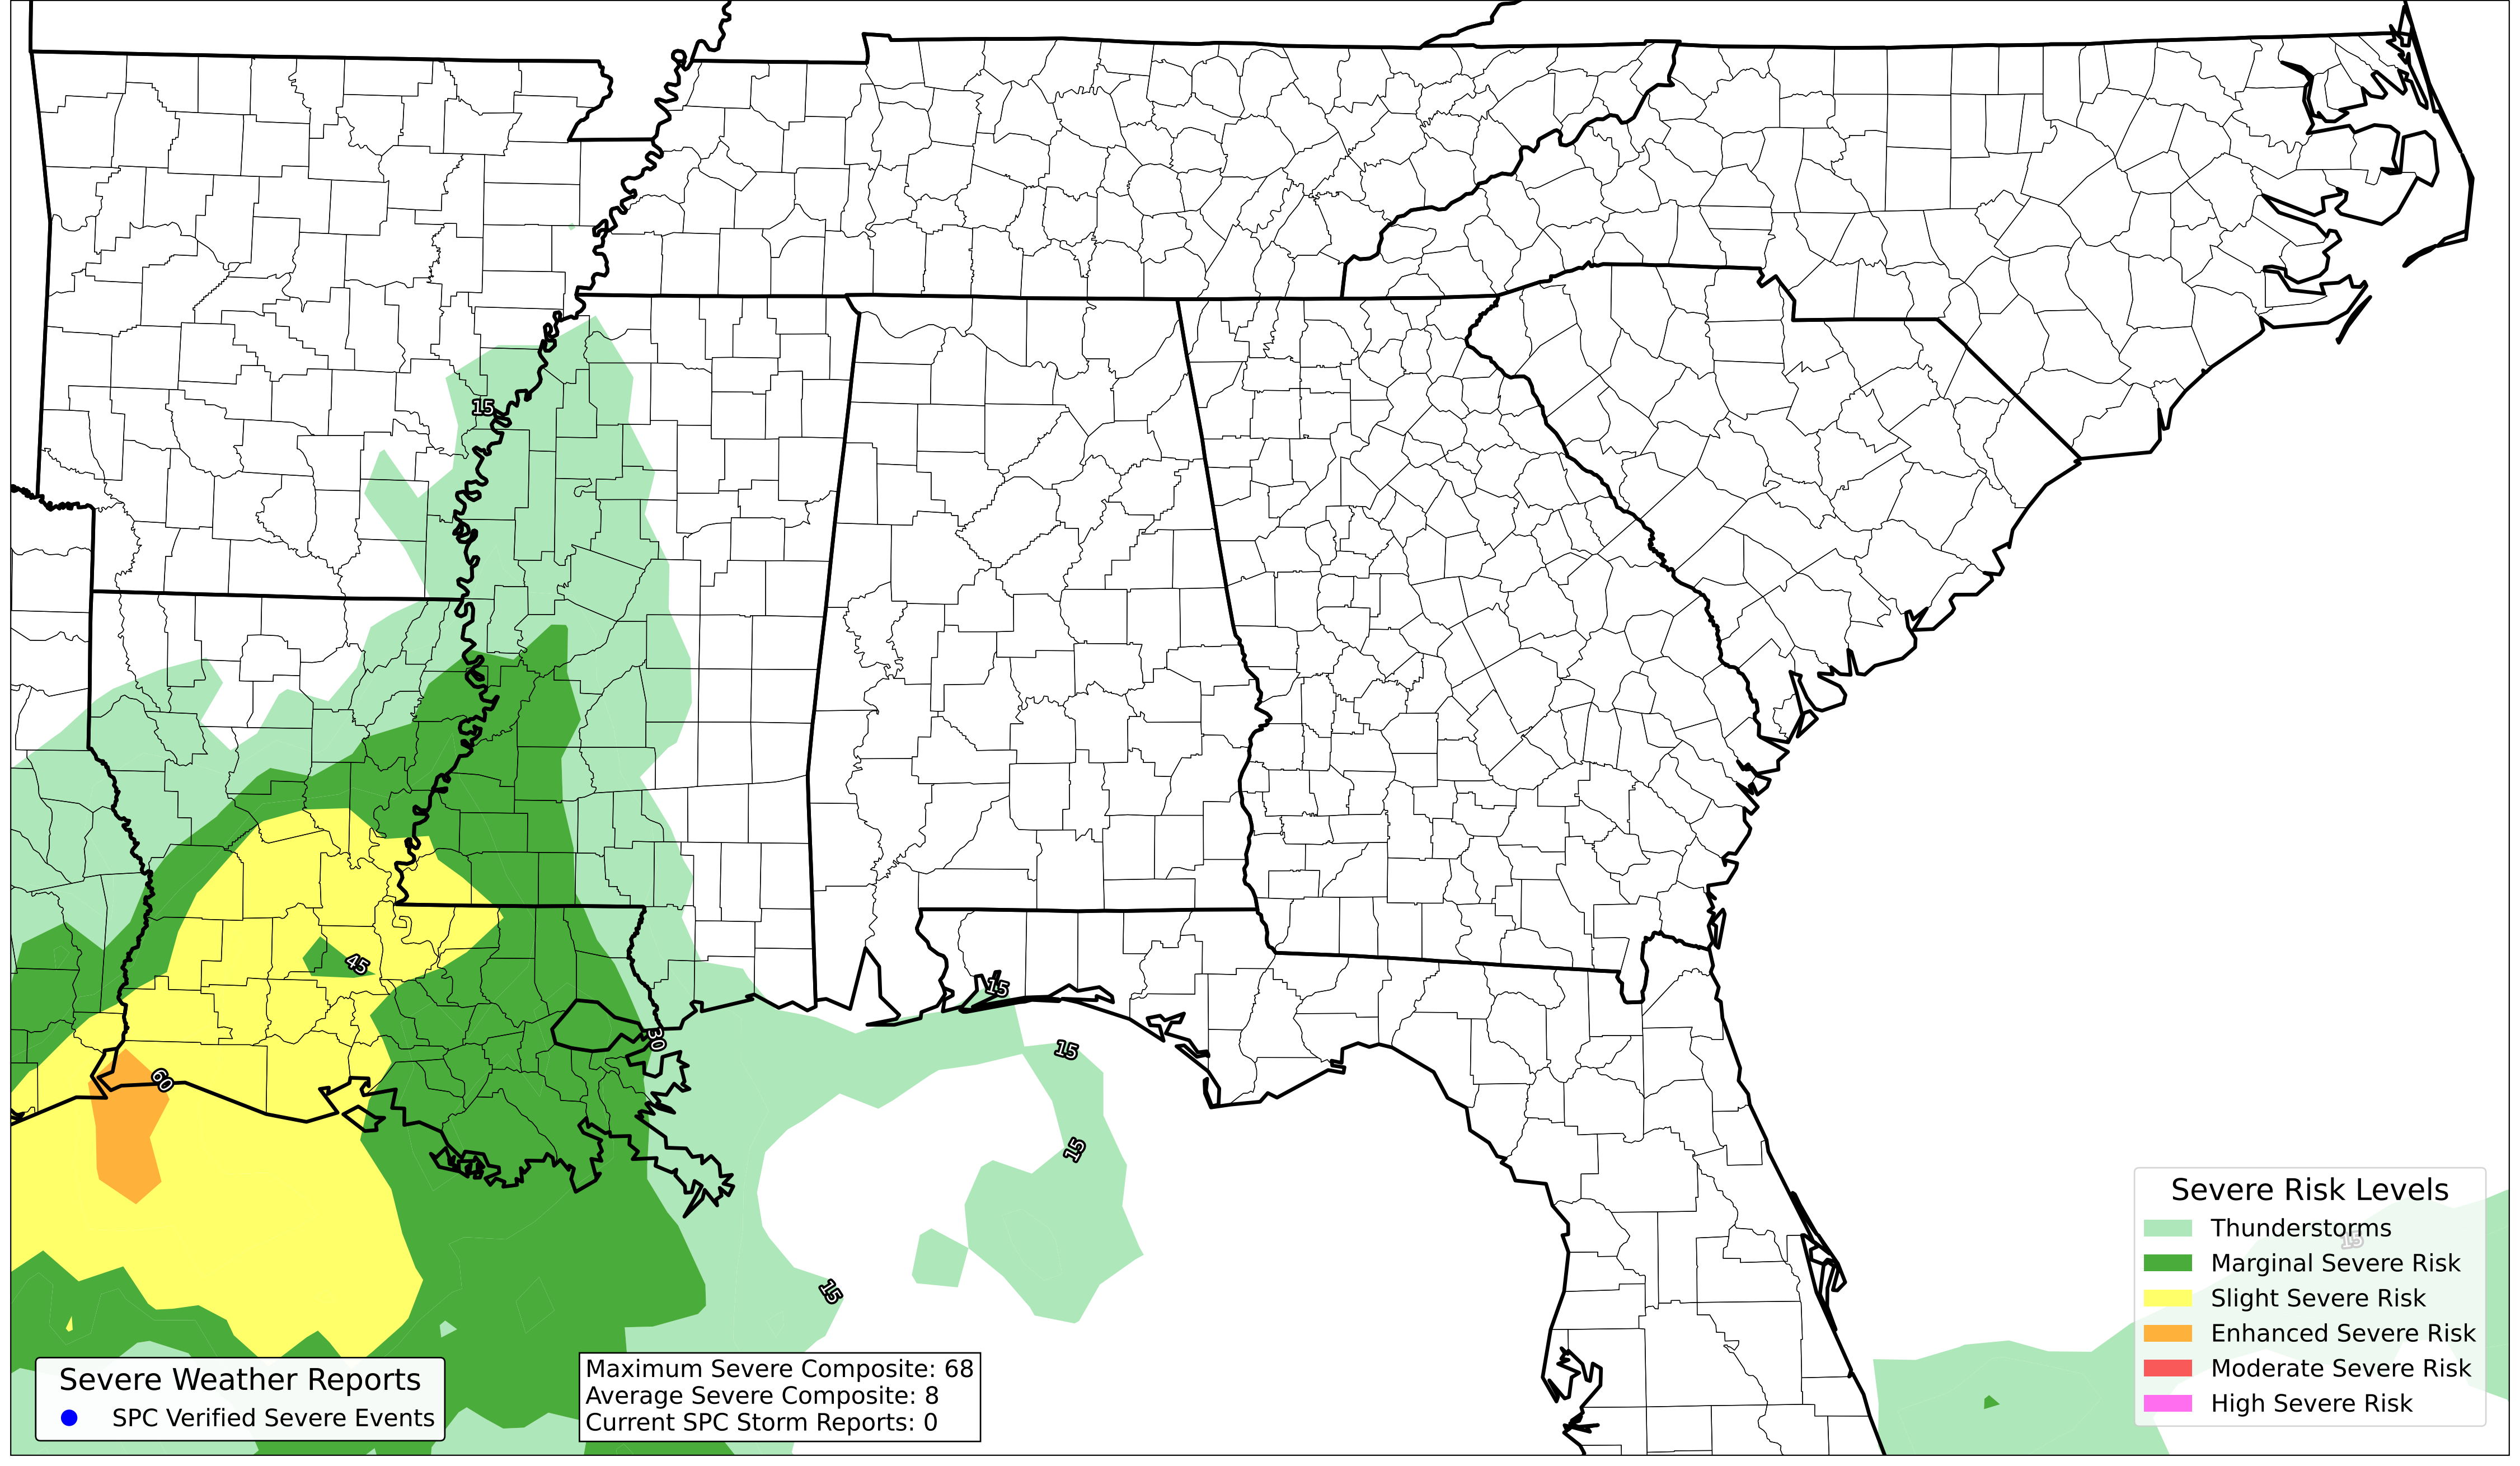 15
45
15
30
15
60
15
15
15
Severe Risk Levels
Thunderstorms
Marginal Severe Risk
Slight Severe Risk
Enhanced Severe Risk
Moderate Severe Risk
High Severe Risk
Severe Weather Reports
SPC Verified Severe Events
Maximum Severe Composite: 68
Average Severe Composite: 8
Current SPC Storm Reports: 0